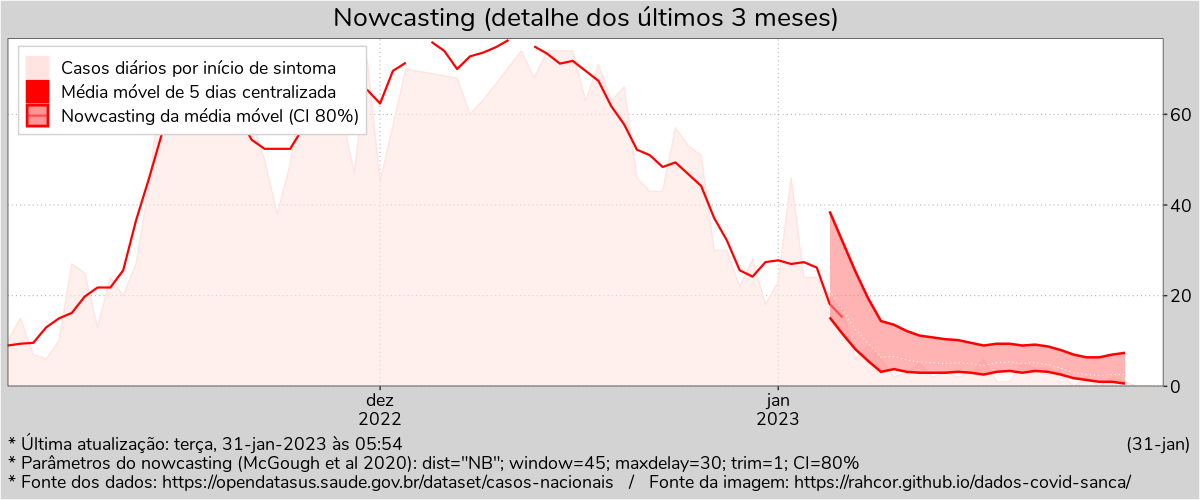 Nowcasting (detalhe dos últimos 3 meses)
Casos diários por início de sintoma
Média móvel de 5 dias centralizada
Nowcasting da média móvel (CI 80%)
60
40
20
0
dez
2022
jan
2023
* Última atualização: terça, 31-jan-2023 às 05:54
(31-jan)
* Parâmetros do nowcasting (McGough et al 2020): dist="NB"; window=45; maxdelay=30; trim=1; CI=80%
* Fonte dos dados: https://opendatasus.saude.gov.br/dataset/casos-nacionais / Fonte da imagem: https://rahcor.github.io/dados-covid-sanca/